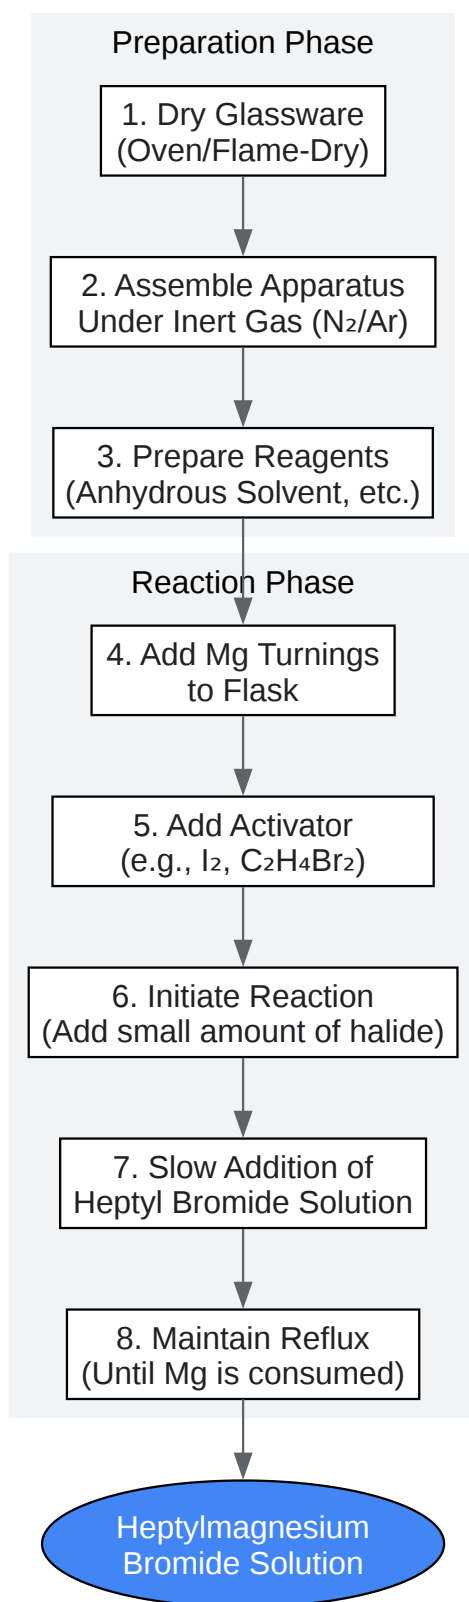 Preparation Phase
1. Dry Glassware
(Oven/Flame-Dry)
2. Assemble Apparatus
Under Inert Gas (N₂/Ar)
3. Prepare Reagents
(Anhydrous Solvent, etc.)
Reaction Phase
4. Add Mg Turnings
to Flask
5. Add Activator
(e.g., I₂, C₂H₄Br₂)
6. Initiate Reaction
(Add small amount of halide)
7. Slow Addition of
Heptyl Bromide Solution
8. Maintain Reflux
(Until Mg is consumed)
Heptylmagnesium
Bromide Solution